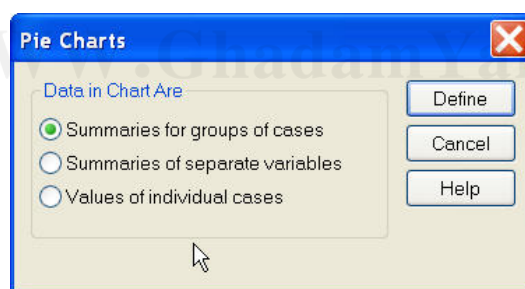 Pie Charts
Data in Chart Are
Summaries for groups of cases
Summaries of separate variables
Values of individual cases
Define
Cancel
Help